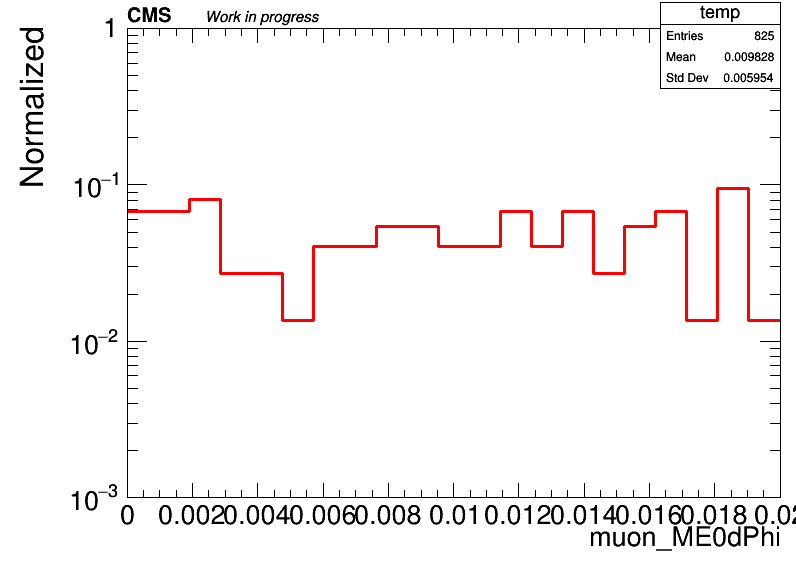 CMS Work in progress
temp
Entries 825
Mean 0.009828
Std Dev 0.005954
Normalized
1
10−1
10−2
10−3
0 0.002 0.004 0.006 0.008 0.01 0.012 0.014 0.016 0.018 0.02
muon_ME0dPhi